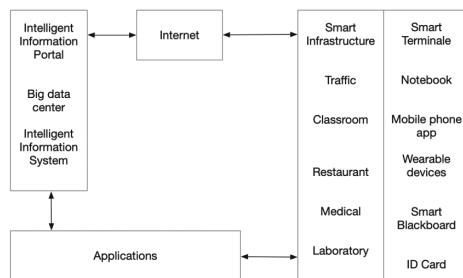 Intelligent
Information
Portal
Big data
center
Intelligent
Information
System
Internet
Applications
Smart
Infrastructure
Traffic
Classroom
Restaurant
Medical
Laboratory
Smart
Terminale
Notebook
Mobile phone
app
Wearable
devices
Smart
Blackboard
ID Card